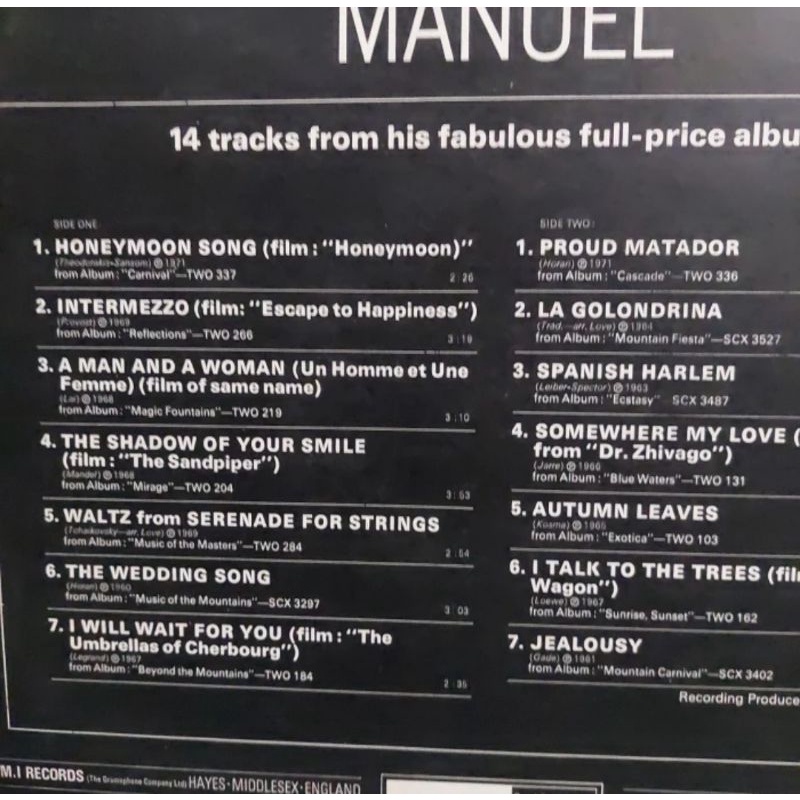 MANUEL
14 tracks from his fabulous full-price albu
SIDE ONE
1. HONEYMOON SONG (film: "Honeymoon)"
(Theodorakis-Sansom) ℗ 1971
from Album: "Carnival"—TWO 337
2:26
2. INTERMEZZO (film: "Escape to Happiness")
(Provost) ℗ 1969
from Album: "Reflections"—TWO 266
3:19
3. A MAN AND A WOMAN (Un Homme et Une
Femme) (film of same name)
(Lai) ℗ 1968
from Album: "Magic Fountains"—TWO 219
3:10
4. THE SHADOW OF YOUR SMILE
(film: "The Sandpiper")
(Mandel) ℗ 1968
from Album: "Mirage"—TWO 204
3:53
5. WALTZ from SERENADE FOR STRINGS
(Tchaikovsky—arr. Love) ℗ 1969
from Album: "Music of the Masters"—TWO 284
2:54
6. THE WEDDING SONG
(Horan) ℗ 1960
from Album: "Music of the Mountains"—SCX 3297
3:03
7. I WILL WAIT FOR YOU (film: "The
Umbrellas of Cherbourg")
(Legrand) ℗ 1967
from Album: "Beyond the Mountains"—TWO 184
2:35
SIDE TWO:
1. PROUD MATADOR
(Horan) ℗ 1971
from Album: "Cascade"—TWO 336
2. LA GOLONDRINA
(Trad.—arr. Love) ℗ 1964
from Album: "Mountain Fiesta"—SCX 3527
3. SPANISH HARLEM
(Leiber-Spector) ℗ 1963
from Album: "Ecstasy" SCX 3487
4. SOMEWHERE MY LOVE (
from "Dr. Zhivago")
(Jarre) ℗ 1966
from Album: "Blue Waters"—TWO 131
5. AUTUMN LEAVES
(Kosma) ℗ 1965
from Album: "Exotica"—TWO 103
6. I TALK TO THE TREES (fil
Wagon")
(Loewe) ℗ 1967
from Album: "Sunrise, Sunset"—TWO 162
7. JEALOUSY
(Gade) ℗ 1961
from Album: "Mountain Carnival"—SCX 3402
Recording Produce
M.I RECORDS (The Gramophone Company Ltd) HAYES·MIDDLESEX·ENGLAND